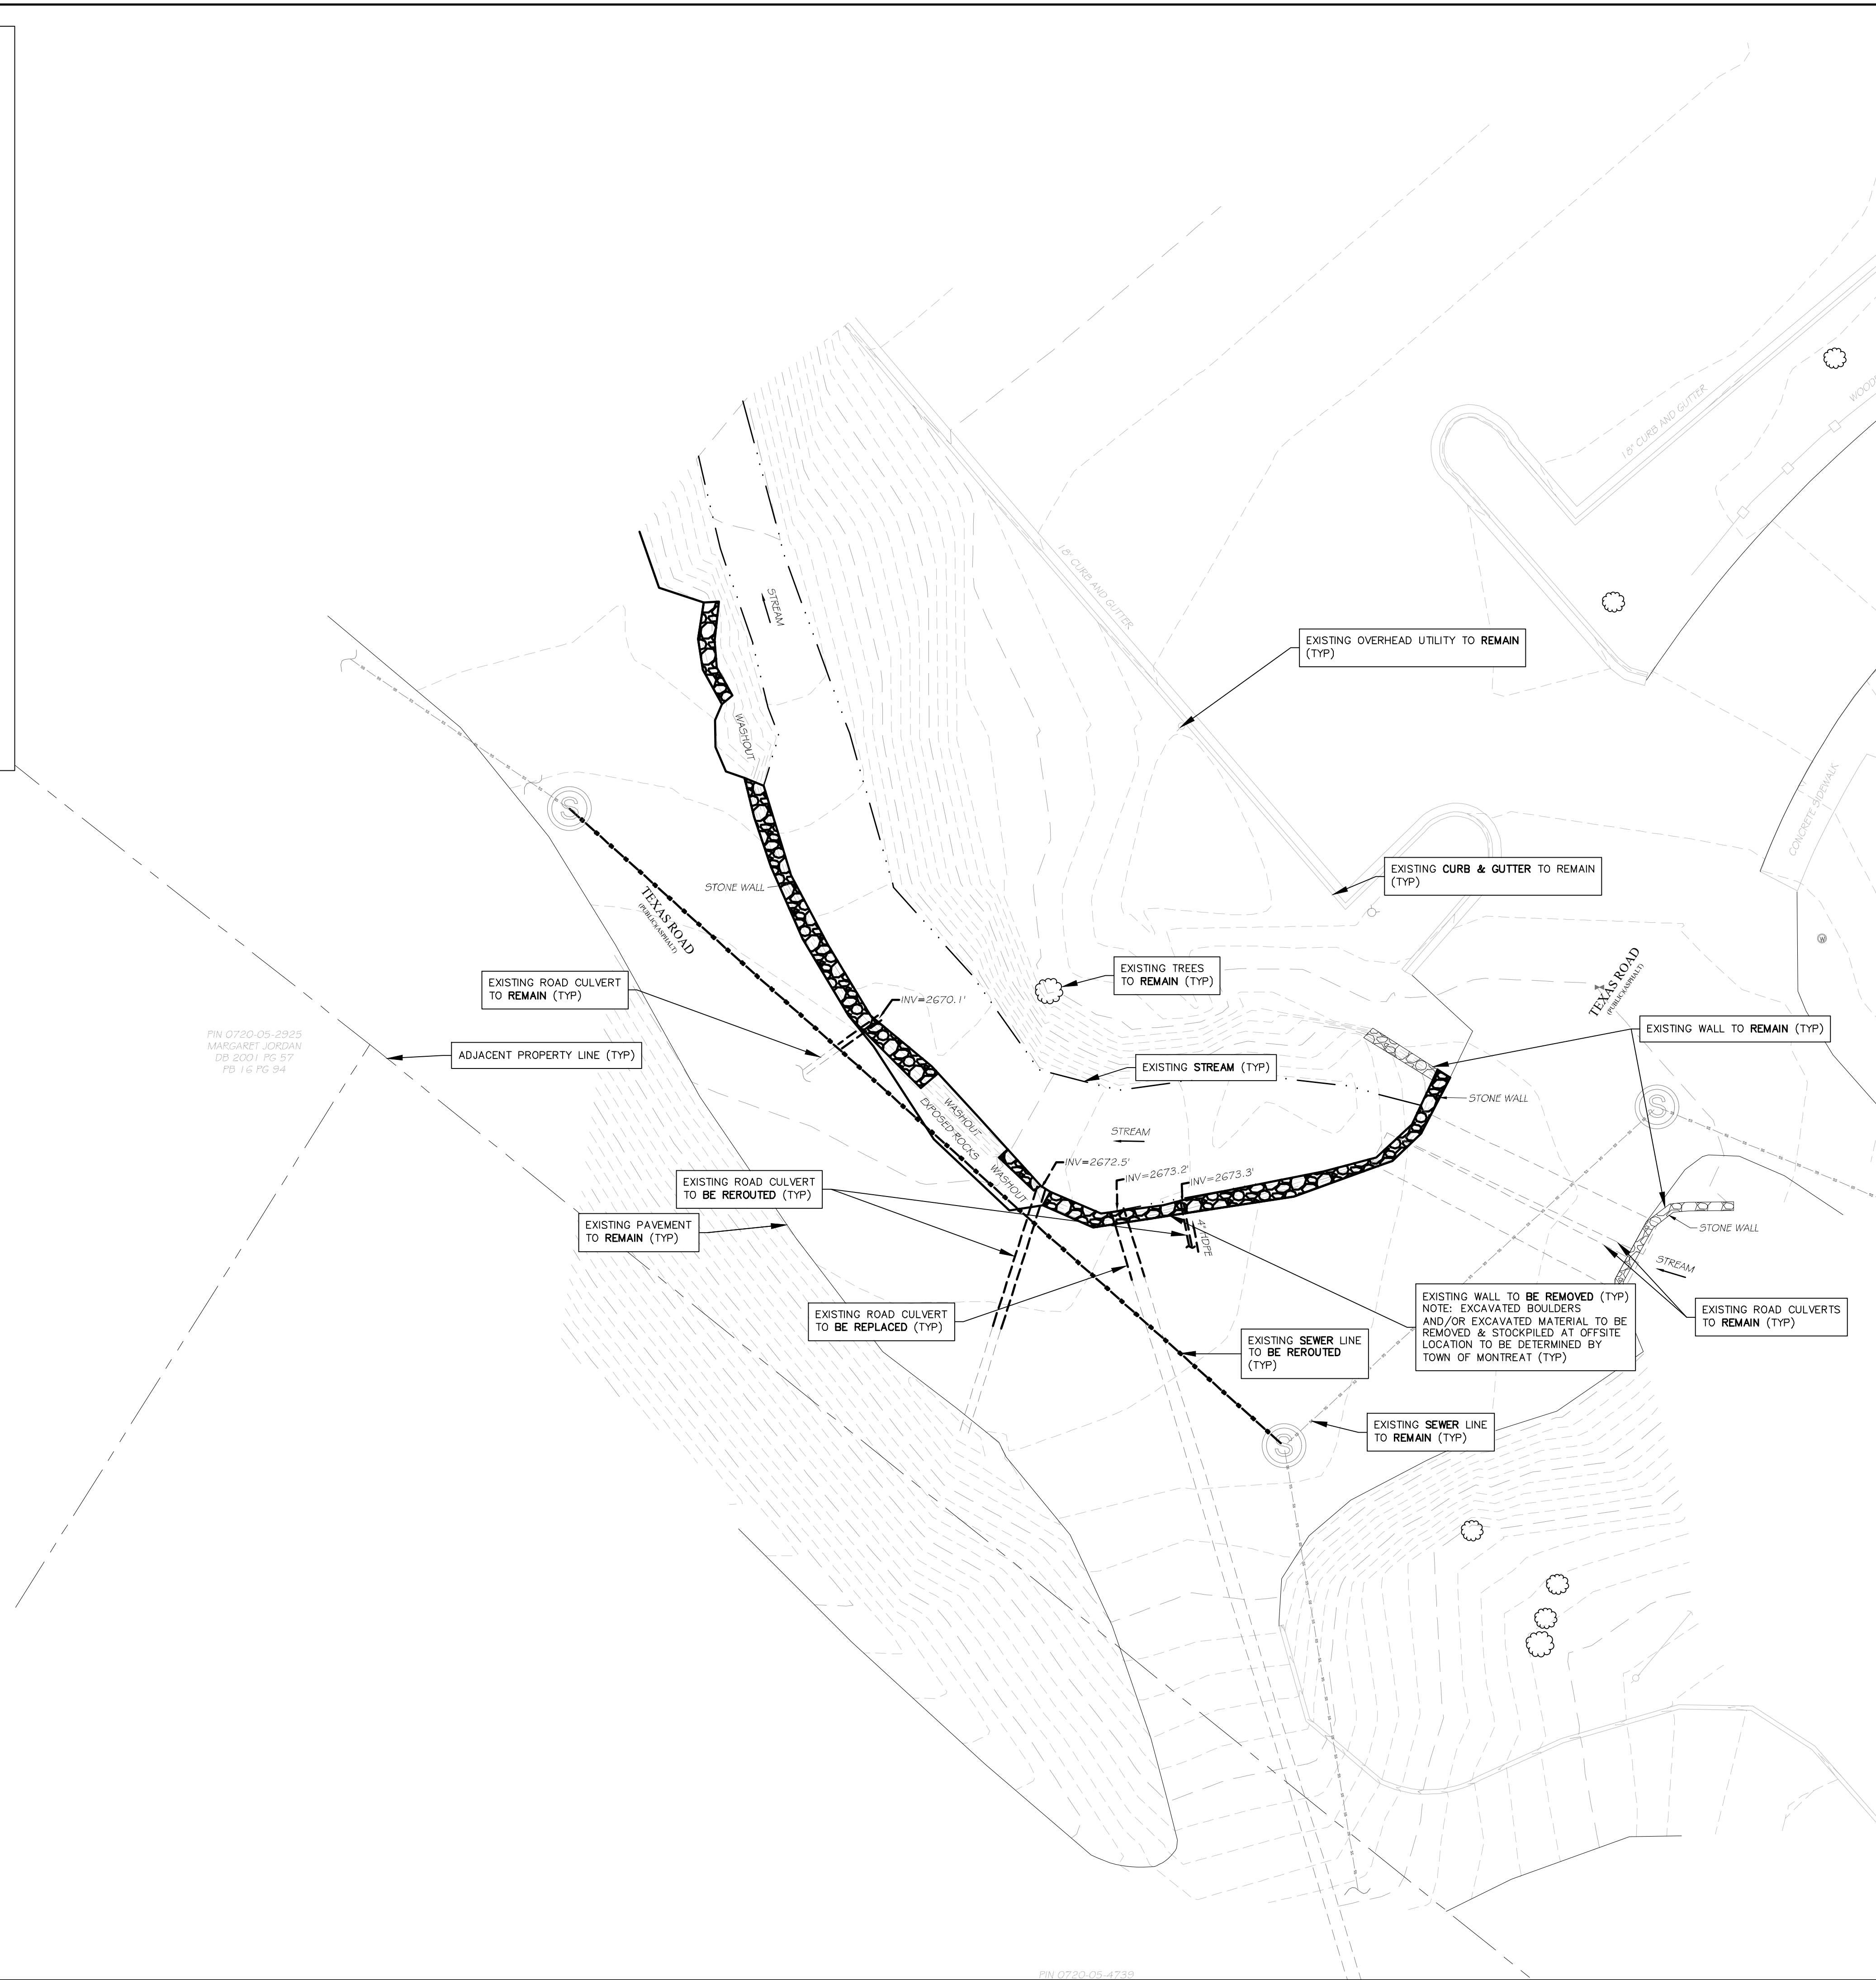 18" CURB AND GUTTER
WOOD
18" CURB AND GUTTER
STREAM
EXISTING OVERHEAD UTILITY TO REMAIN
(TYP)
WASHOUT
CONCRETE SIDEWALK
S
STONE WALL
EXISTING CURB & GUTTER TO REMAIN
(TYP)
TEXAS ROAD
(PUBLIC)(ASPHALT)
W
EXISTING TREES
TO REMAIN (TYP)
TEXAS ROAD
(PUBLIC)(ASPHALT)
EXISTING ROAD CULVERT
TO REMAIN (TYP)
INV=2670.1'
PIN 0720-05-2925
MARGARET JORDAN
DB 2001 PG 57
PB 16 PG 94
ADJACENT PROPERTY LINE (TYP)
EXISTING WALL TO REMAIN (TYP)
EXISTING STREAM (TYP)
STONE WALL
S
WASHOUT
EXPOSED ROCKS
WASHOUT
STREAM
INV=2672.5'
INV=2673.2'
INV=2673.3'
EXISTING ROAD CULVERT
TO BE REROUTED (TYP)
4" HDPE
EXISTING PAVEMENT
TO REMAIN (TYP)
STONE WALL
STREAM
EXISTING ROAD CULVERT
TO BE REPLACED (TYP)
EXISTING WALL TO BE REMOVED (TYP)
NOTE: EXCAVATED BOULDERS
AND/OR EXCAVATED MATERIAL TO BE
REMOVED & STOCKPILED AT OFFSITE
LOCATION TO BE DETERMINED BY
TOWN OF MONTREAT (TYP)
EXISTING ROAD CULVERTS
TO REMAIN (TYP)
EXISTING SEWER LINE
TO BE REROUTED
(TYP)
EXISTING SEWER LINE
TO REMAIN (TYP)
S
PIN 0720-05-4739